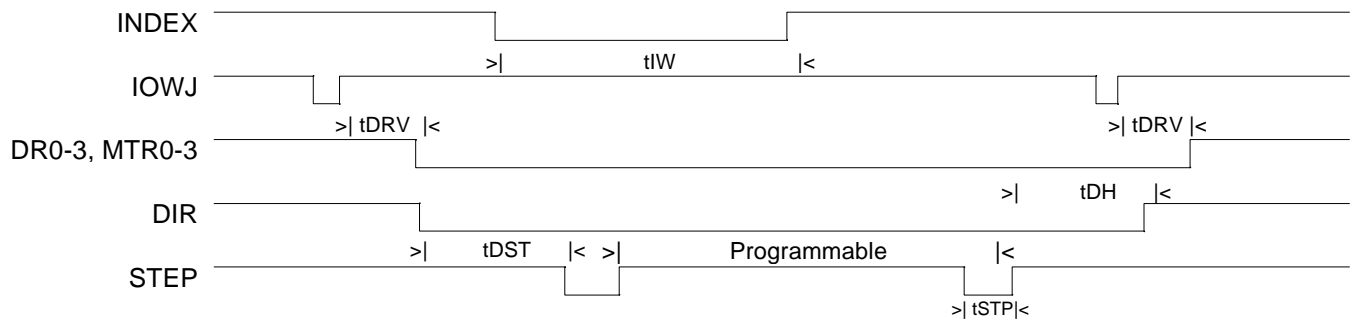 INDEX
>| tIW |<
IOWJ
>| tDRV |< >| tDRV |<
DR0-3, MTR0-3
>| tDH |<
DIR
>| tDST |< >| Programmable |<
STEP
>| tSTP|<